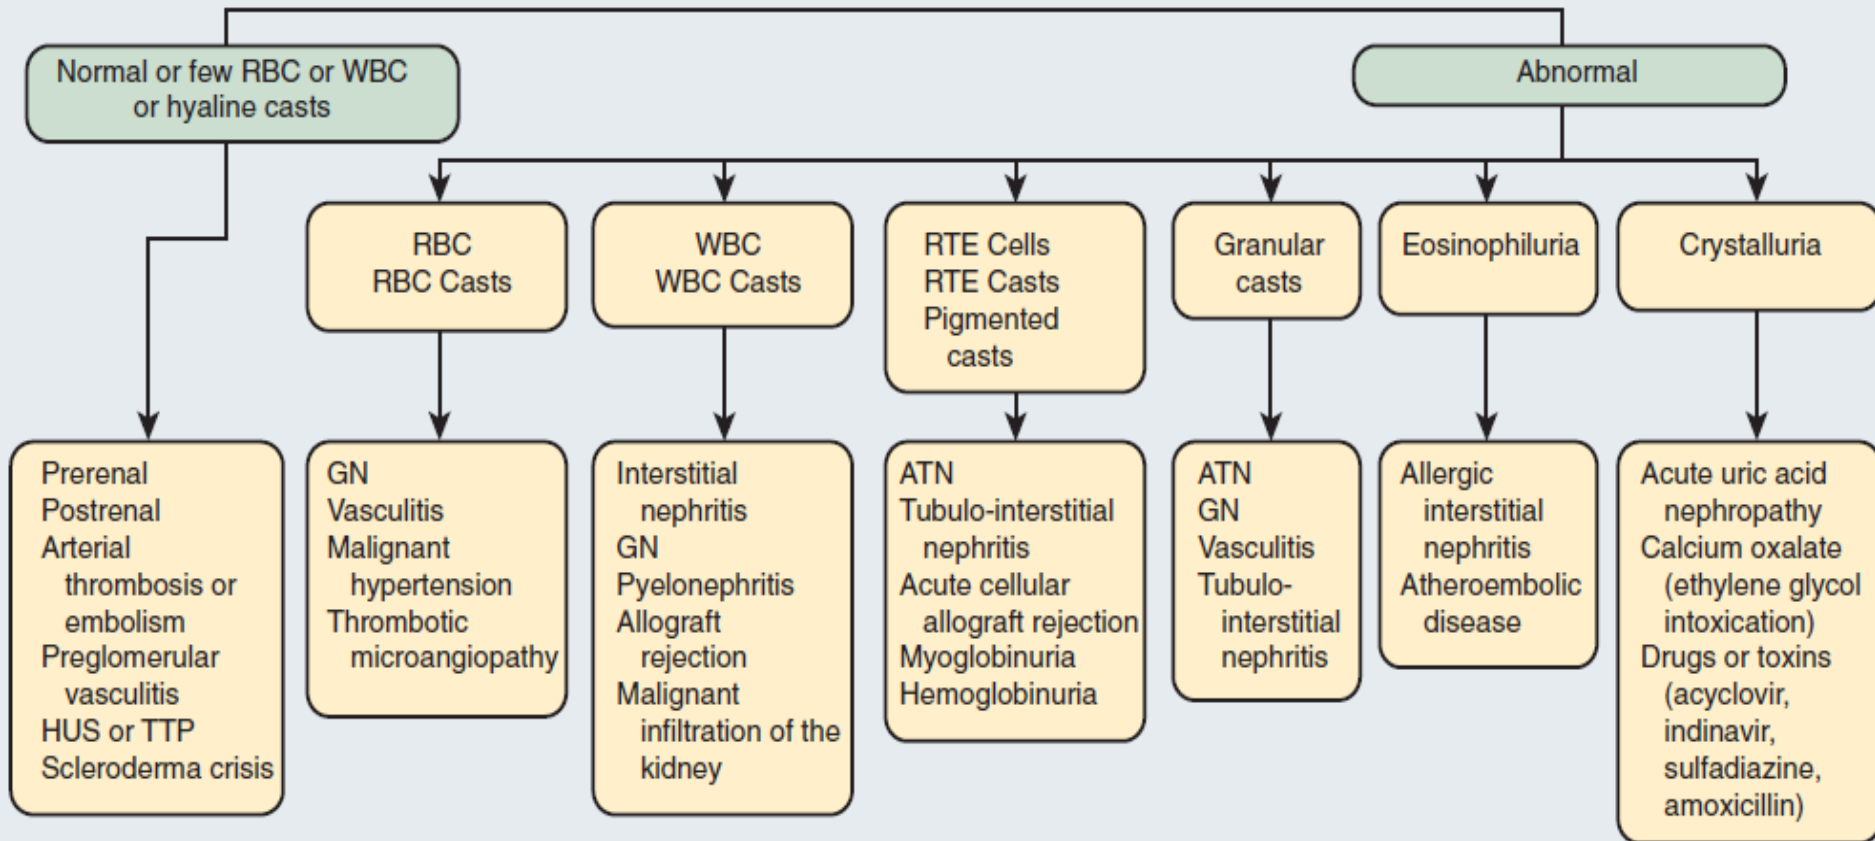 Normal or few RBC or WBC
or hyaline casts
Abnormal
RBC
RBC Casts
WBC
WBC Casts
RTE Cells
RTE Casts
Pigmented
casts
Granular
casts
Eosinophiluria
Crystalluria
Prerenal
Postrenal
Arterial
thrombosis or
embolism
Preglomerular
vasculitis
HUS or TTP
Scleroderma crisis
GN
Vasculitis
Malignant
hypertension
Thrombotic
microangiopathy
Interstitial
nephritis
GN
Pyelonephritis
Allograft
rejection
Malignant
infiltration of the
kidney
ATN
Tubulo-interstitial
nephritis
Acute cellular
allograft rejection
Myoglobinuria
Hemoglobinuria
ATN
GN
Vasculitis
Tubulo-
interstitial
nephritis
Allergic
interstitial
nephritis
Atheroembolic
disease
Acute uric acid
nephropathy
Calcium oxalate
(ethylene glycol
intoxication)
Drugs or toxins
(acyclovir,
indinavir,
sulfadiazine,
amoxicillin)